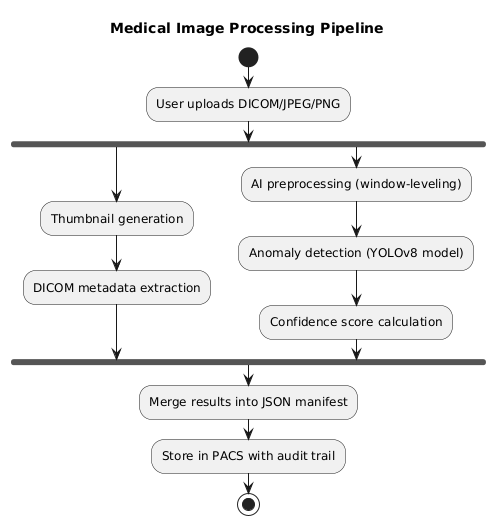 Medical Image Processing Pipeline
User uploads DICOM/JPEG/PNG
Thumbnail generation
DICOM metadata extraction
AI preprocessing (window-leveling)
Anomaly detection (YOLOv8 model)
Confidence score calculation
Merge results into JSON manifest
Store in PACS with audit trail